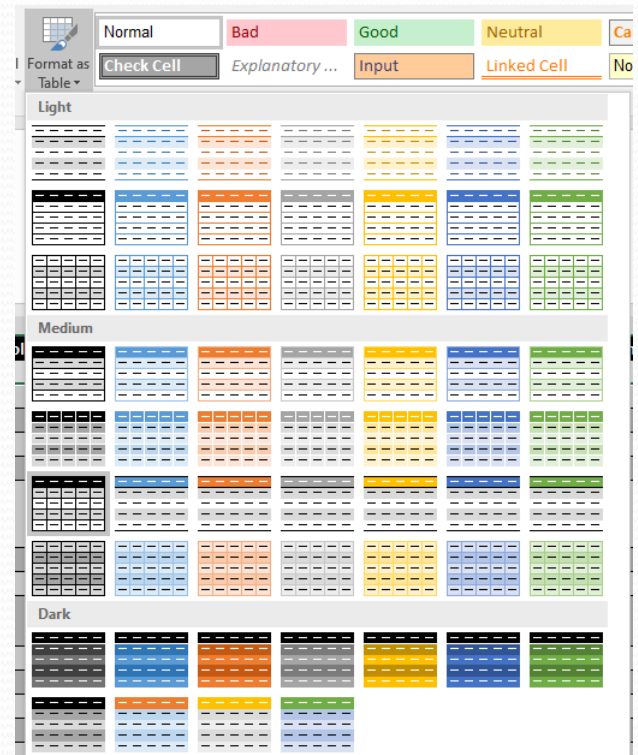 Normal Bad Good Neutral Ca
Format as Table
Check Cell Explanatory ... Input Linked Cell No
Light
Medium
Dark